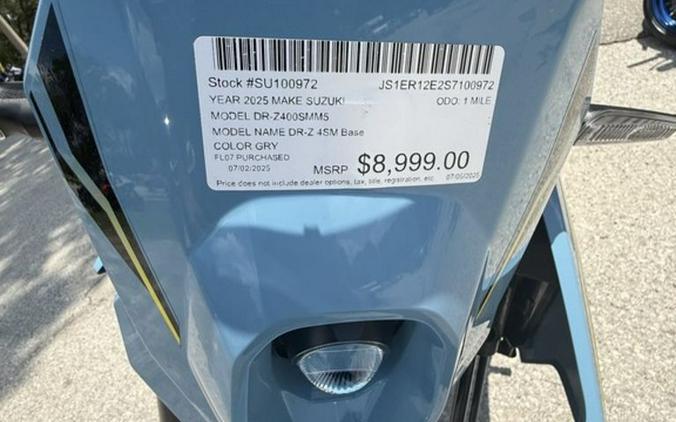 Stock #SU100972 JS1ER12E2S7100972
YEAR 2025 MAKE SUZUKI ODO: 1 MILE
MODEL DR-Z400SMM5
MODEL NAME DR-Z 4SM Base
COLOR GRY
FL07 PURCHASED
07/02/2025 MSRP $8,999.00
Price does not include dealer options, tax, title, registration, etc. 07/05/2025